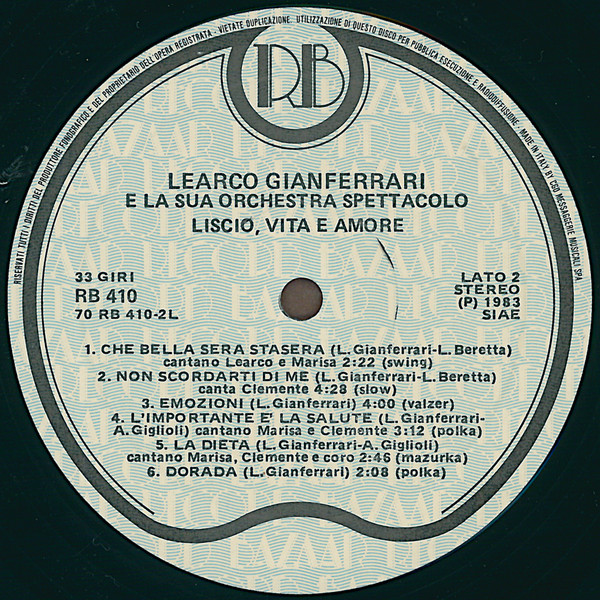 RISERVATI TUTTI I DIRITTI DEL PRODUTTORE FONOGRAFICO E DEL PROPRIETARIO DELL'OPERA REGISTRATA - VIETATE DUPLICAZIONE. UTILIZZAZIONE DI QUESTO DISCO PER PUBBLICA ESECUZIONE E RADIODIFFUSIONE. MADE IN ITALY BY CGD MESSAGGERIE MUSICALI SPA
RB
LEARCO GIANFERRARI
E LA SUA ORCHESTRA SPETTACOLO
LISCIO, VITA E AMORE
33 GIRI
RB 410
70 RB 410-2L
LATO 2
STEREO
(P) 1983
SIAE
1. CHE BELLA SERA STASERA (L. Gianferrari-L. Beretta)
cantano Learco e Marisa 2:22 (swing)
2. NON SCORDARTI DI ME (L. Gianferrari-L. Beretta)
canta Clemente 4:28 (slow)
3. EMOZIONI (L. Gianferrari) 4:00 (valzer)
4. L'IMPORTANTE E' LA SALUTE (L. Gianferrari-
A. Giglioli) cantano Marisa e Clemente 3:12 (polka)
5. LA DIETA (L. Gianferrari-A. Giglioli)
cantano Marisa, Clemente e coro 2:46 (mazurka)
6. DORADA (L. Gianferrari) 2:08 (polka)